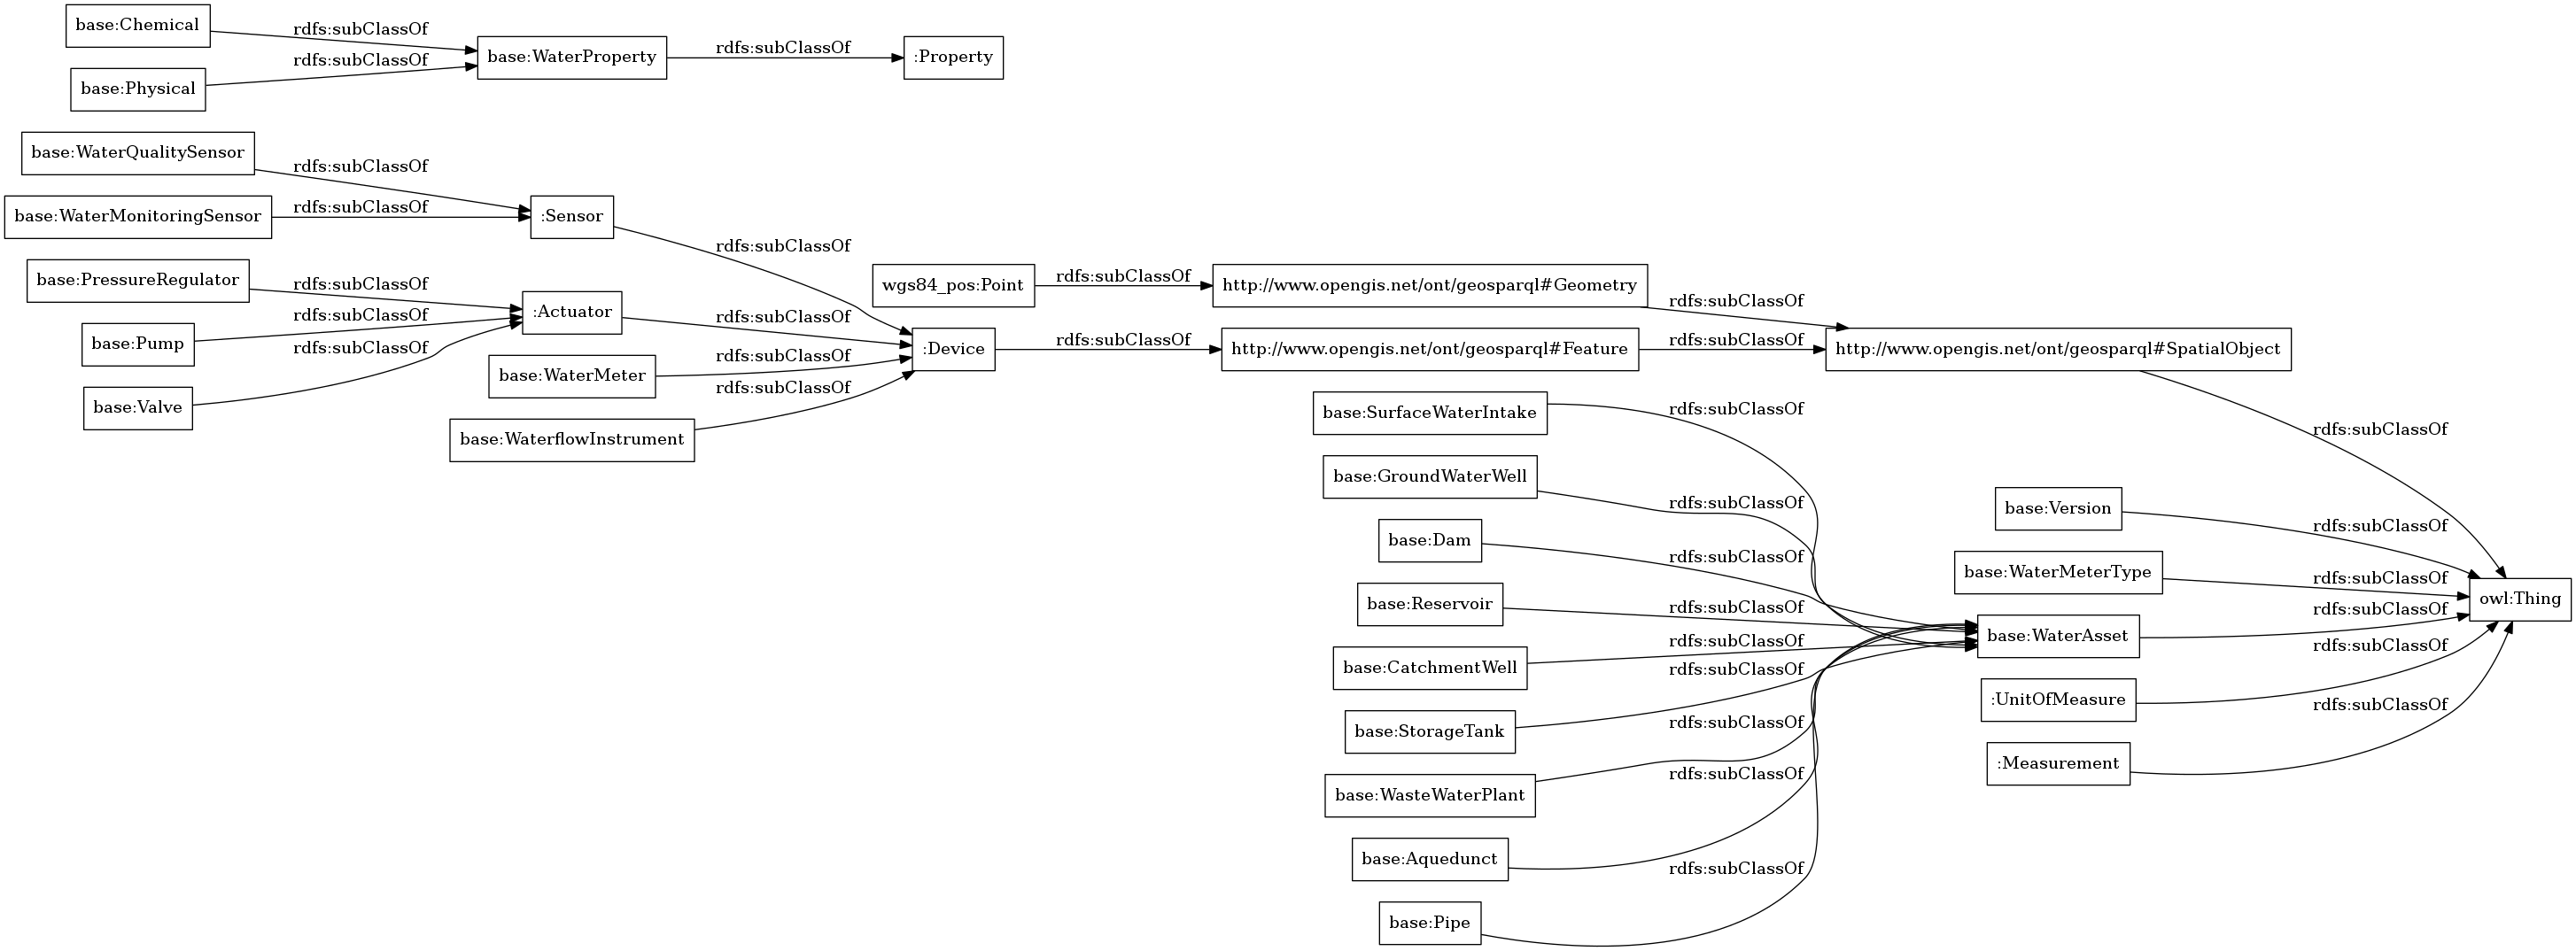 base:Chemical
rdfs:subClassOf
base:WaterProperty
rdfs:subClassOf
:Property
rdfs:subClassOf
base:Physical
base:WaterQualitySensor
rdfs:subClassOf
base:WaterMonitoringSensor
rdfs:subClassOf
:Sensor
rdfs:subClassOf
base:PressureRegulator
rdfs:subClassOf
wgs84_pos:Point
rdfs:subClassOf
http://www.opengis.net/ont/geosparql#Geometry
rdfs:subClassOf
rdfs:subClassOf
:Actuator
rdfs:subClassOf
base:Pump
rdfs:subClassOf
rdfs:subClassOf
:Device
rdfs:subClassOf
http://www.opengis.net/ont/geosparql#Feature
rdfs:subClassOf
http://www.opengis.net/ont/geosparql#SpatialObject
base:WaterMeter
rdfs:subClassOf
base:Valve
base:WaterflowInstrument
base:SurfaceWaterIntake
rdfs:subClassOf
rdfs:subClassOf
base:GroundWaterWell
rdfs:subClassOf
base:Version
rdfs:subClassOf
base:Dam
rdfs:subClassOf
base:WaterMeterType
rdfs:subClassOf
owl:Thing
base:Reservoir
rdfs:subClassOf
rdfs:subClassOf
base:WaterAsset
rdfs:subClassOf
base:CatchmentWell
rdfs:subClassOf
rdfs:subClassOf
:UnitOfMeasure
rdfs:subClassOf
base:StorageTank
rdfs:subClassOf
:Measurement
base:WasteWaterPlant
rdfs:subClassOf
base:Aquedunct
rdfs:subClassOf
base:Pipe